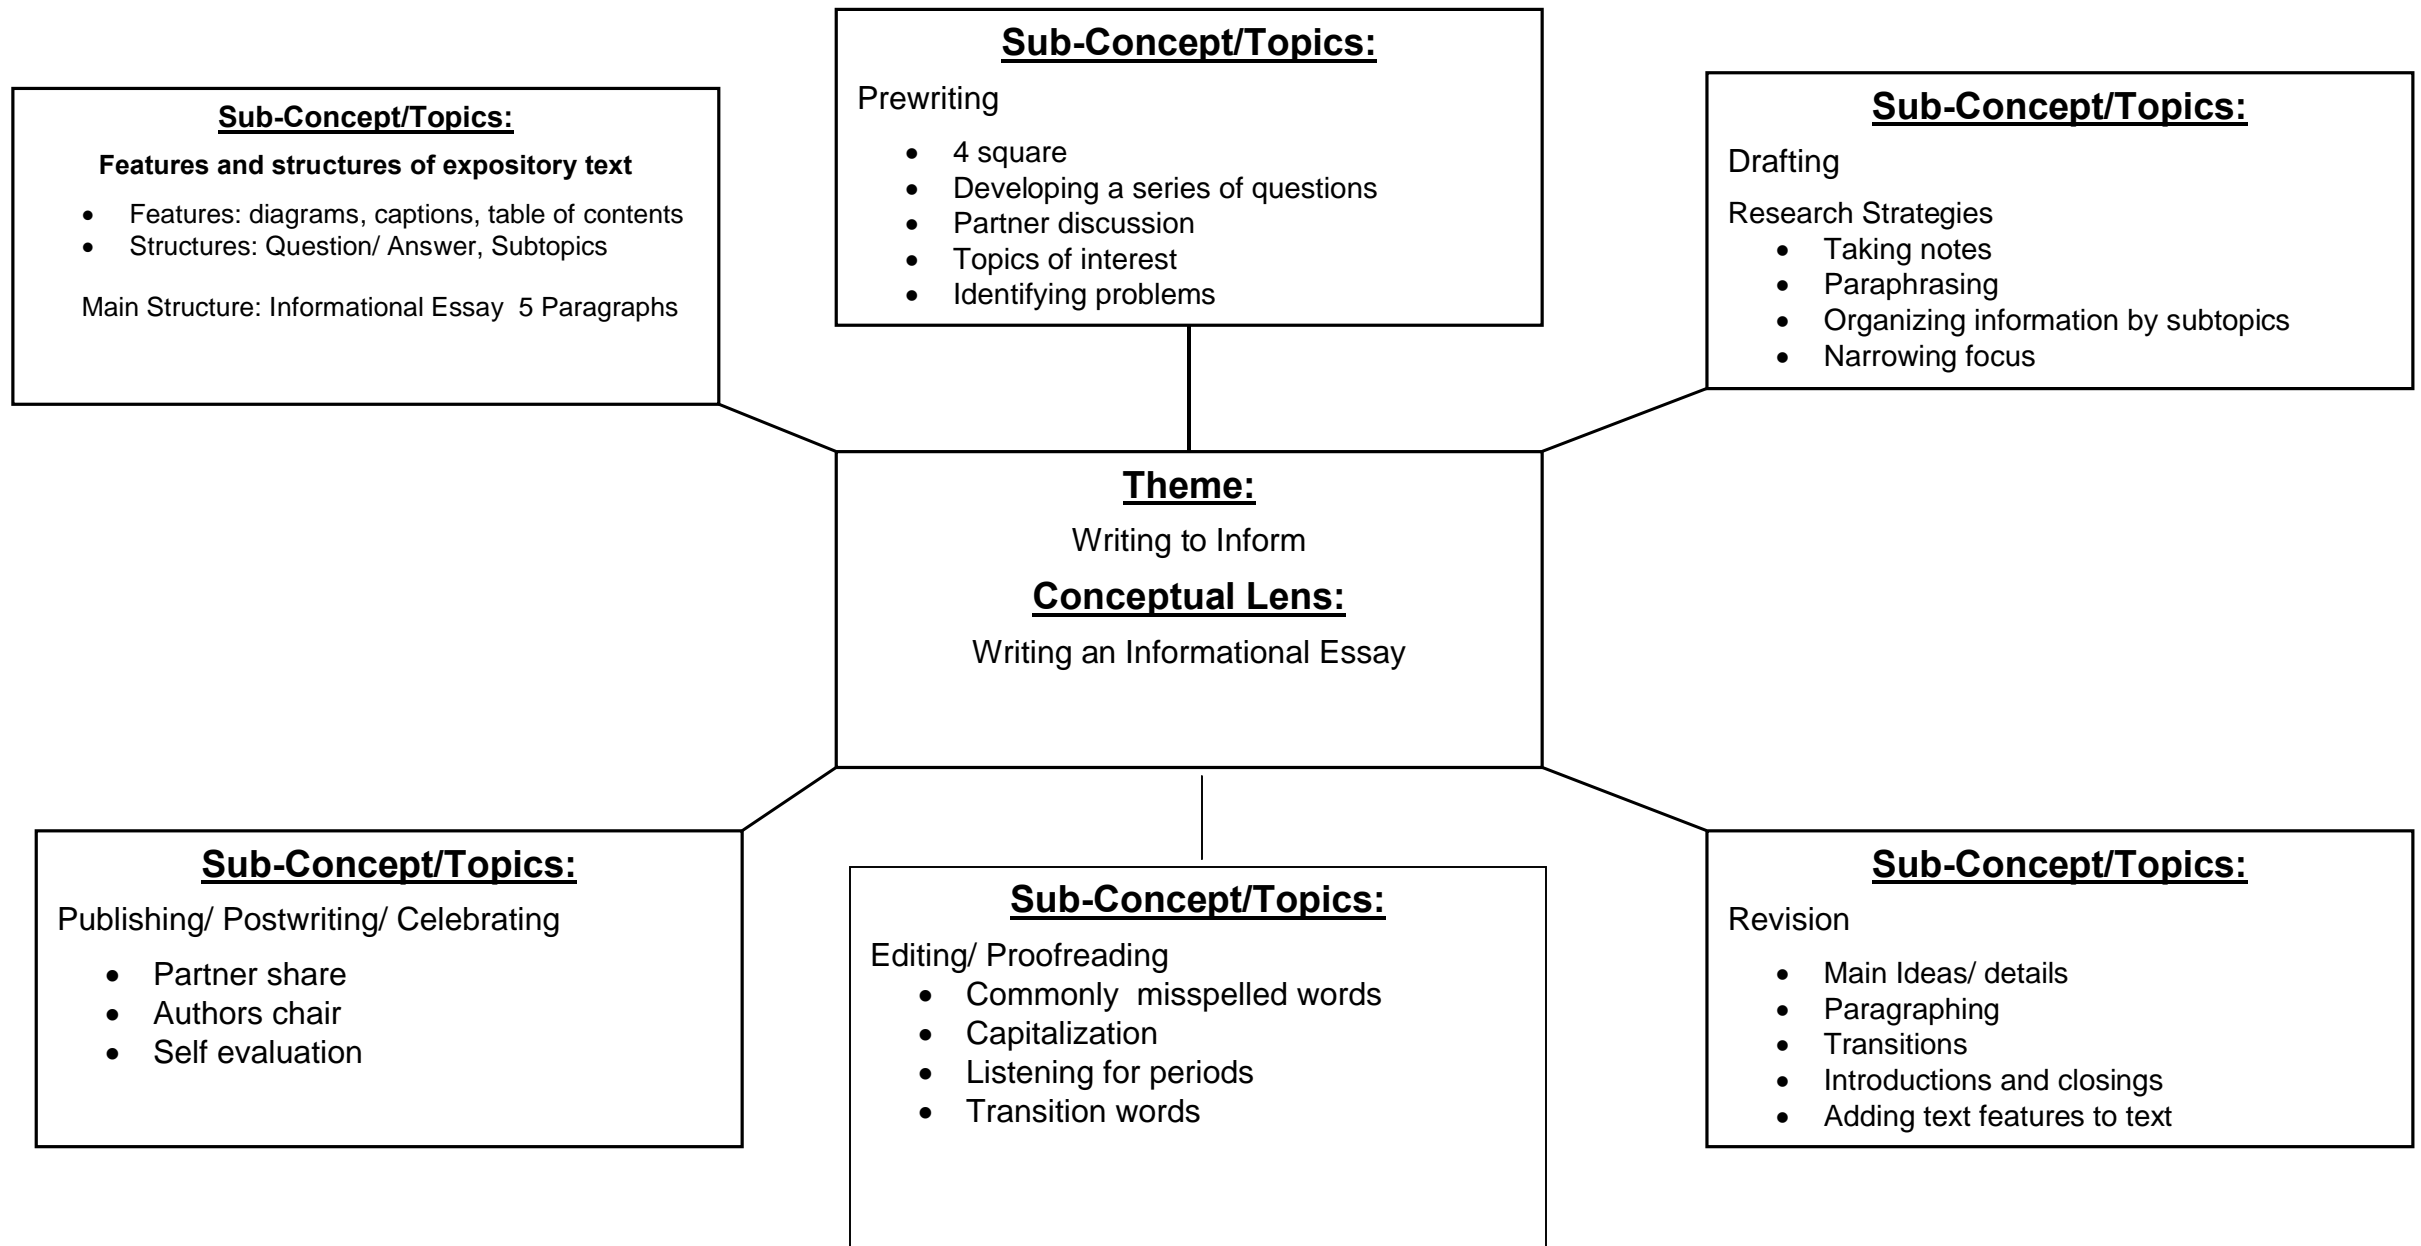 Sub-Concept/Topics:
Features and structures of expository text
• Features: diagrams, captions, table of contents
• Structures: Question/ Answer, Subtopics
Main Structure: Informational Essay  5 Paragraphs
Sub-Concept/Topics:
Prewriting
• 4 square
• Developing a series of questions
• Partner discussion
• Topics of interest
• Identifying problems
Sub-Concept/Topics:
Drafting
Research Strategies
• Taking notes
• Paraphrasing
• Organizing information by subtopics
• Narrowing focus
Theme:
Writing to Inform
Conceptual Lens:
Writing an Informational Essay
Sub-Concept/Topics:
Publishing/ Postwriting/ Celebrating
• Partner share
• Authors chair
• Self evaluation
Sub-Concept/Topics:
Editing/ Proofreading
• Commonly  misspelled words
• Capitalization
• Listening for periods
• Transition words
Sub-Concept/Topics:
Revision
• Main Ideas/ details
• Paragraphing
• Transitions
• Introductions and closings
• Adding text features to text